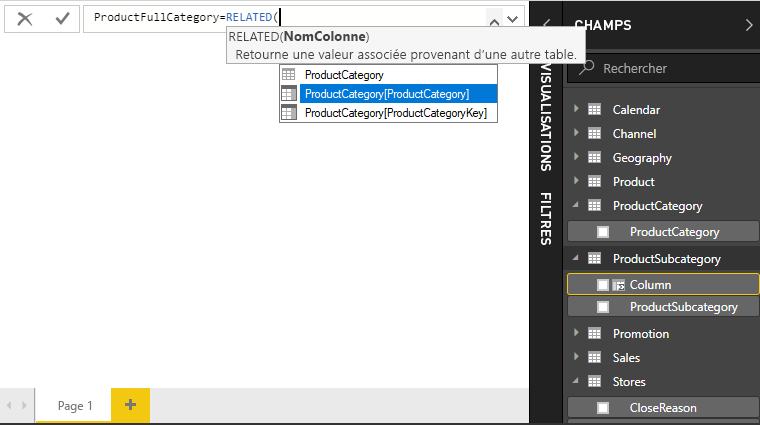 ProductFullCategory=RELATED(
RELATED(NomColonne)
Retourne une valeur associée provenant d'une autre table.
ProductCategory
ProductCategory[ProductCategory]
ProductCategory[ProductCategoryKey]
Page 1
VISUALISATIONS
FILTRES
CHAMPS
Rechercher
Calendar
Channel
Geography
Product
ProductCategory
ProductCategory
ProductSubcategory
Column
ProductSubcategory
Promotion
Sales
Stores
CloseReason